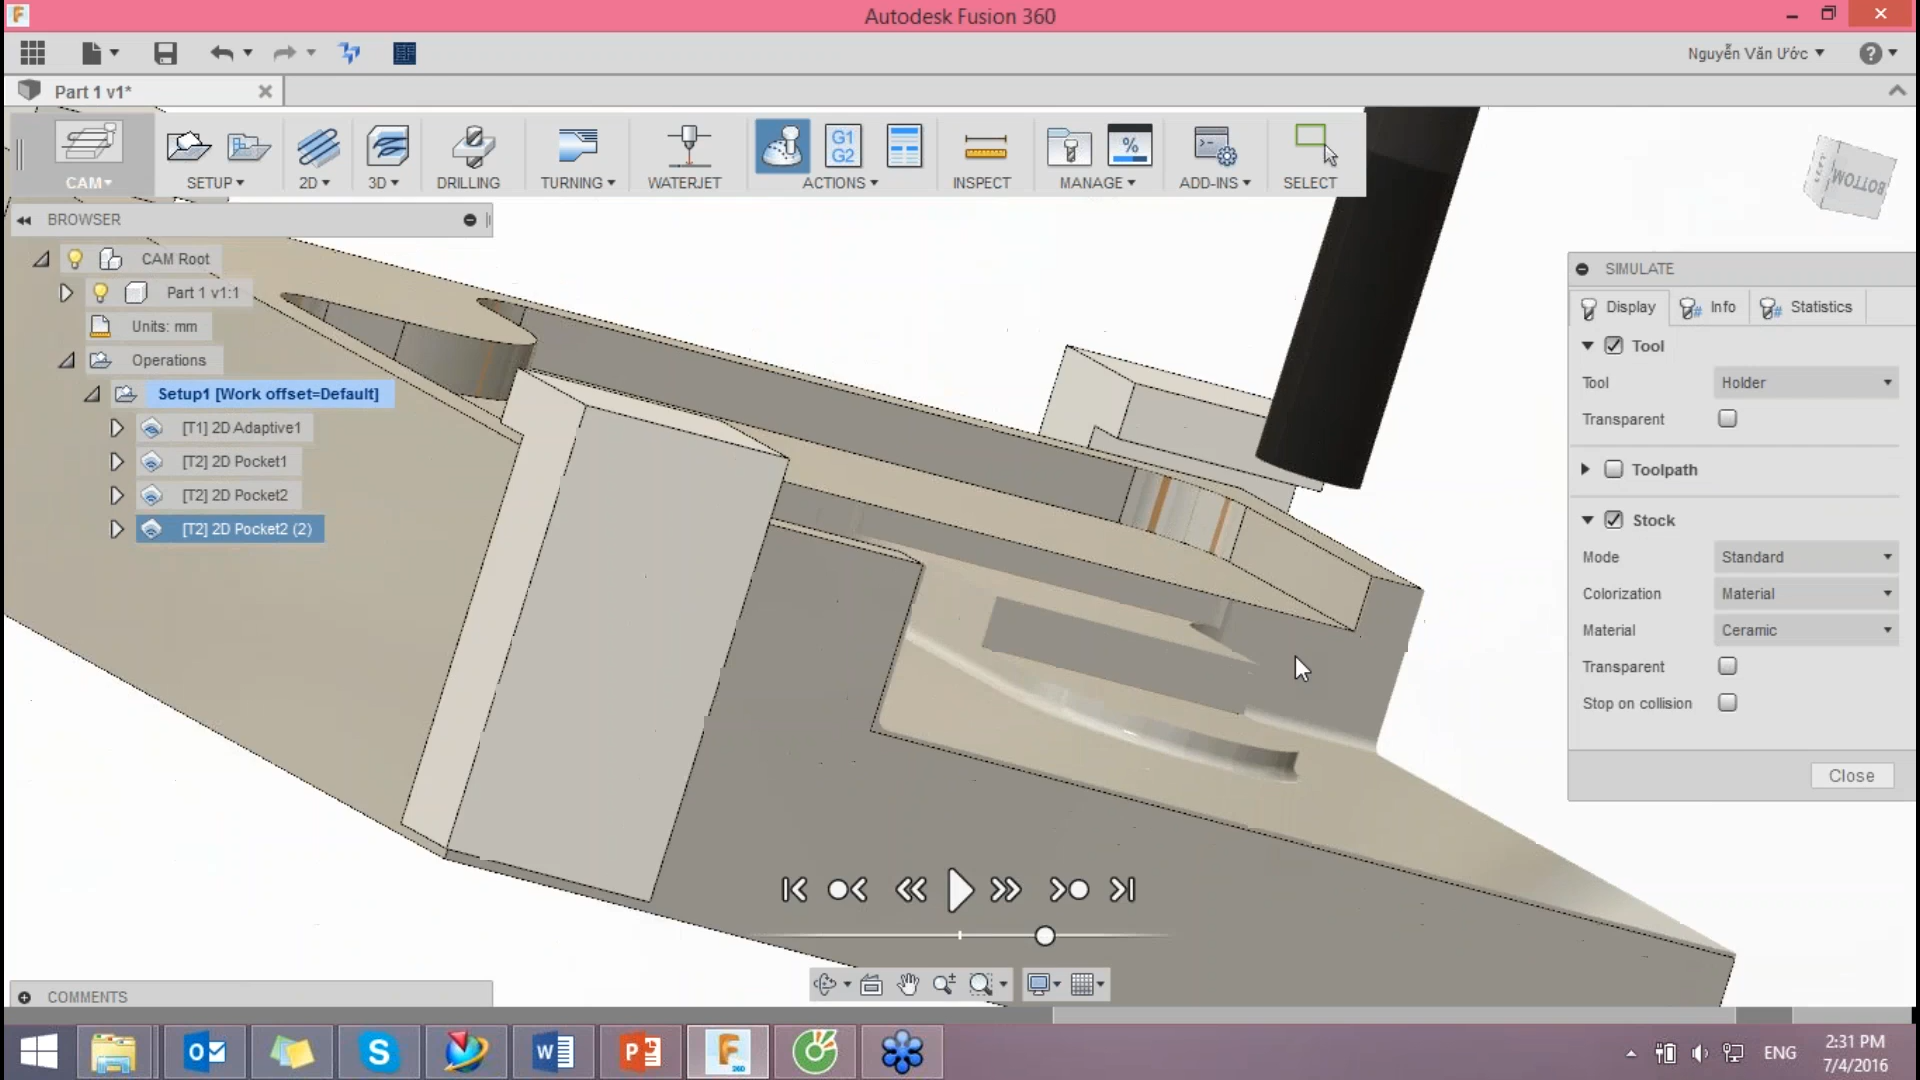 Autodesk Fusion 360
Nguyễn Văn Ước
Part 1 v1*
CAM
SETUP
2D
3D
DRILLING
TURNING
WATERJET
G1
G2
ACTIONS
INSPECT
%
MANAGE
ADD-INS
SELECT
BOTTOM
BROWSER
CAM Root
Part 1 v1:1
Units: mm
Operations
Setup1 [Work offset=Default]
[T1] 2D Adaptive1
[T2] 2D Pocket1
[T2] 2D Pocket2
[T2] 2D Pocket2 (2)
SIMULATE
Display
Info
Statistics
Tool
Tool
Holder
Transparent
Toolpath
Stock
Mode
Standard
Colorization
Material
Material
Ceramic
Transparent
Stop on collision
Close
COMMENTS
ENG
2:31 PM
7/4/2016